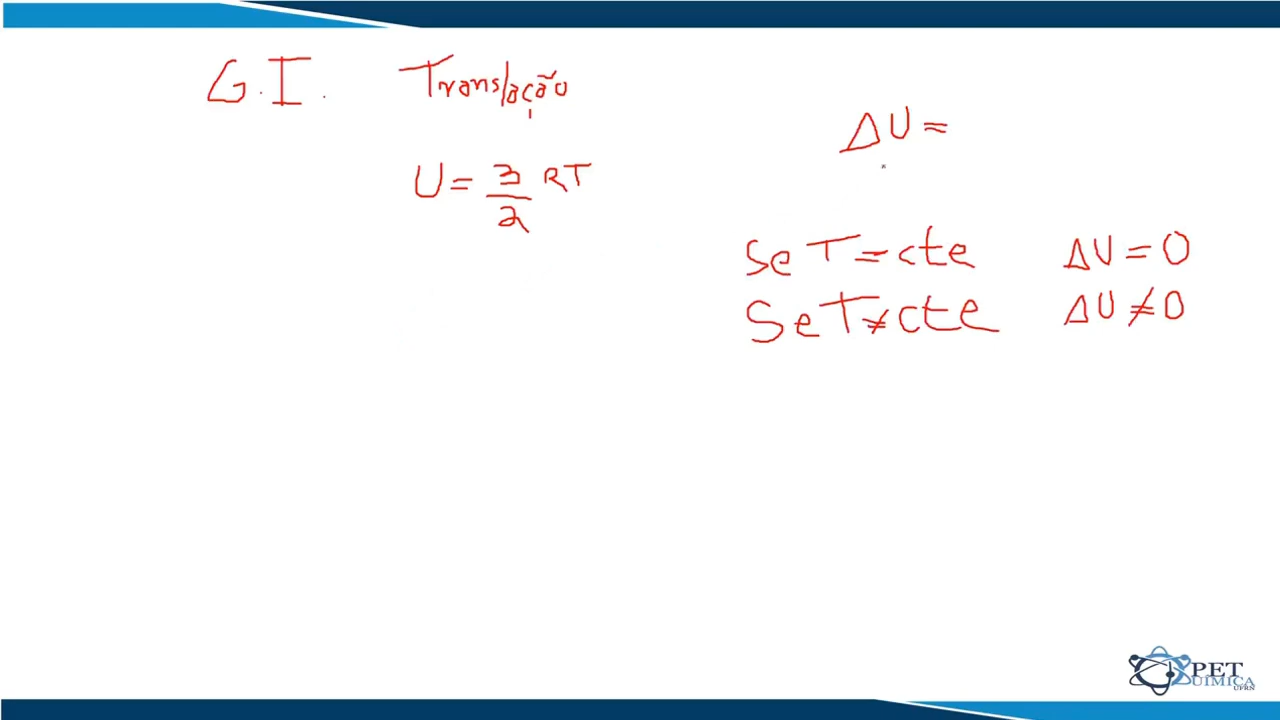 G.I. Translação
ΔU =
U = 3/2 RT
Se T = cte ΔU = 0
Se T ≠ cte ΔU ≠ 0
PET
QUIMICA
UFRN